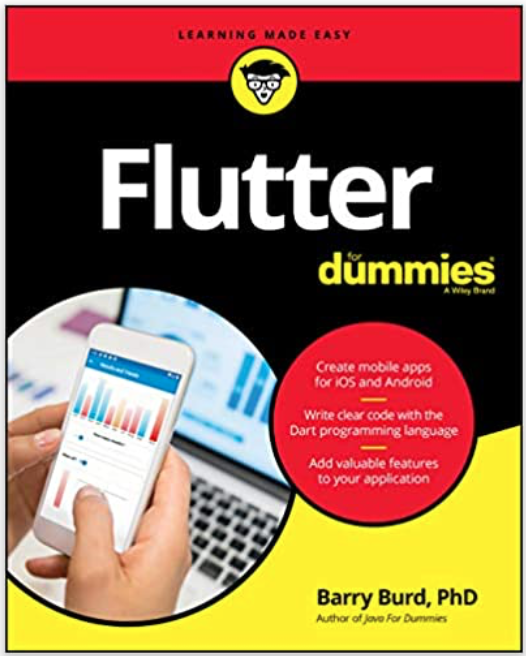 LEARNING MADE EASY
Flutter
for
dummies®
A Wiley Brand
Create mobile apps
for iOS and Android
Write clear code with the
Dart programming language
Add valuable features
to your application
Barry Burd, PhD
Author of Java For Dummies